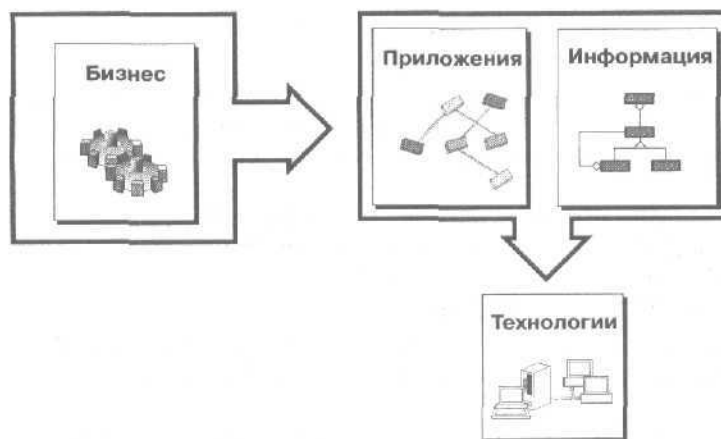 Бизнес
Приложения
Информация
Технологии